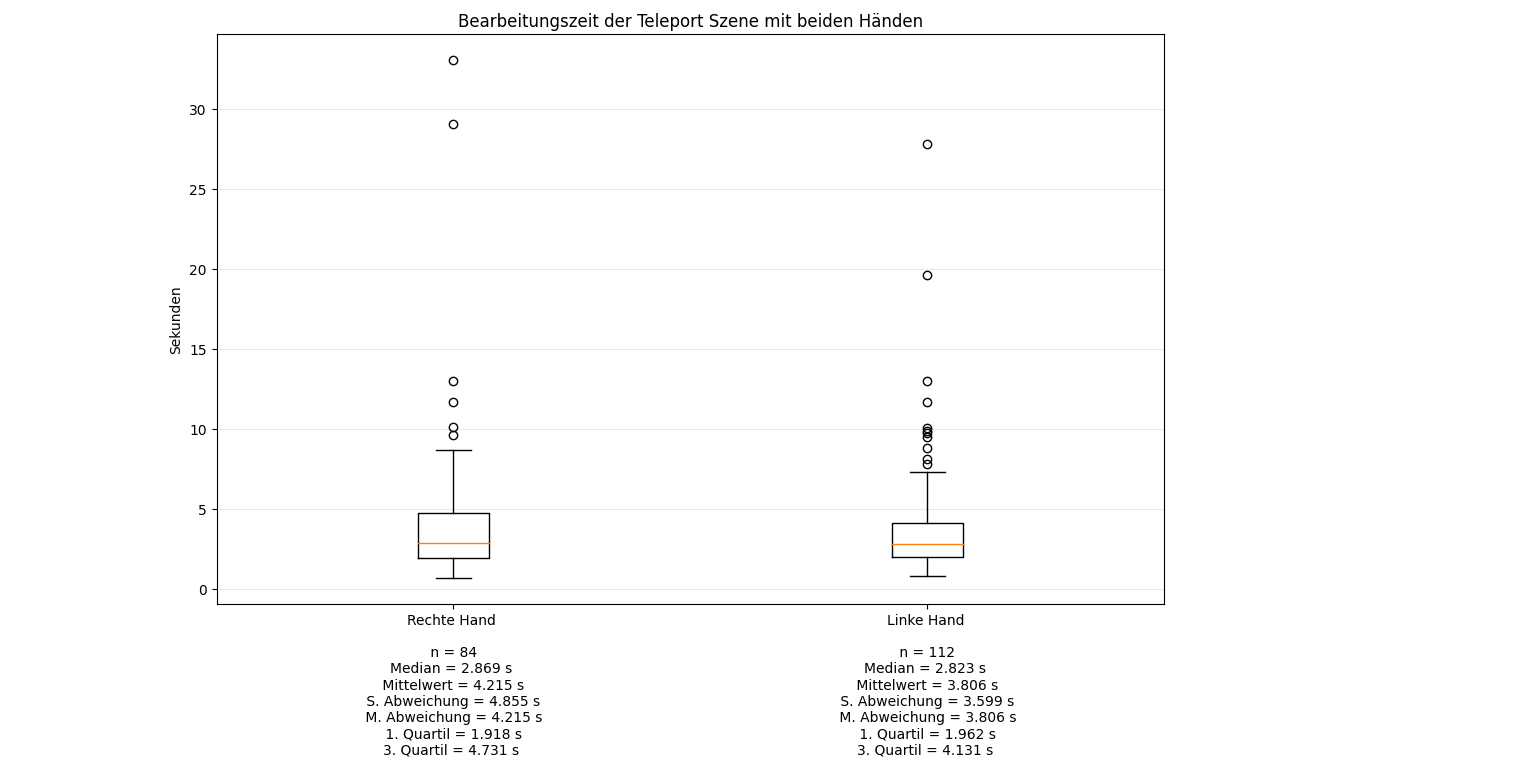 Bearbeitungszeit der Teleport Szene mit beiden Händen
30
25
20
15
10
5
0
Sekunden
Rechte Hand
n = 84
Median = 2.869 s
Mittelwert = 4.215 s
S. Abweichung = 4.855 s
M. Abweichung = 4.215 s
1. Quartil = 1.918 s
3. Quartil = 4.731 s
Linke Hand
n = 112
Median = 2.823 s
Mittelwert = 3.806 s
S. Abweichung = 3.599 s
M. Abweichung = 3.806 s
1. Quartil = 1.962 s
3. Quartil = 4.131 s